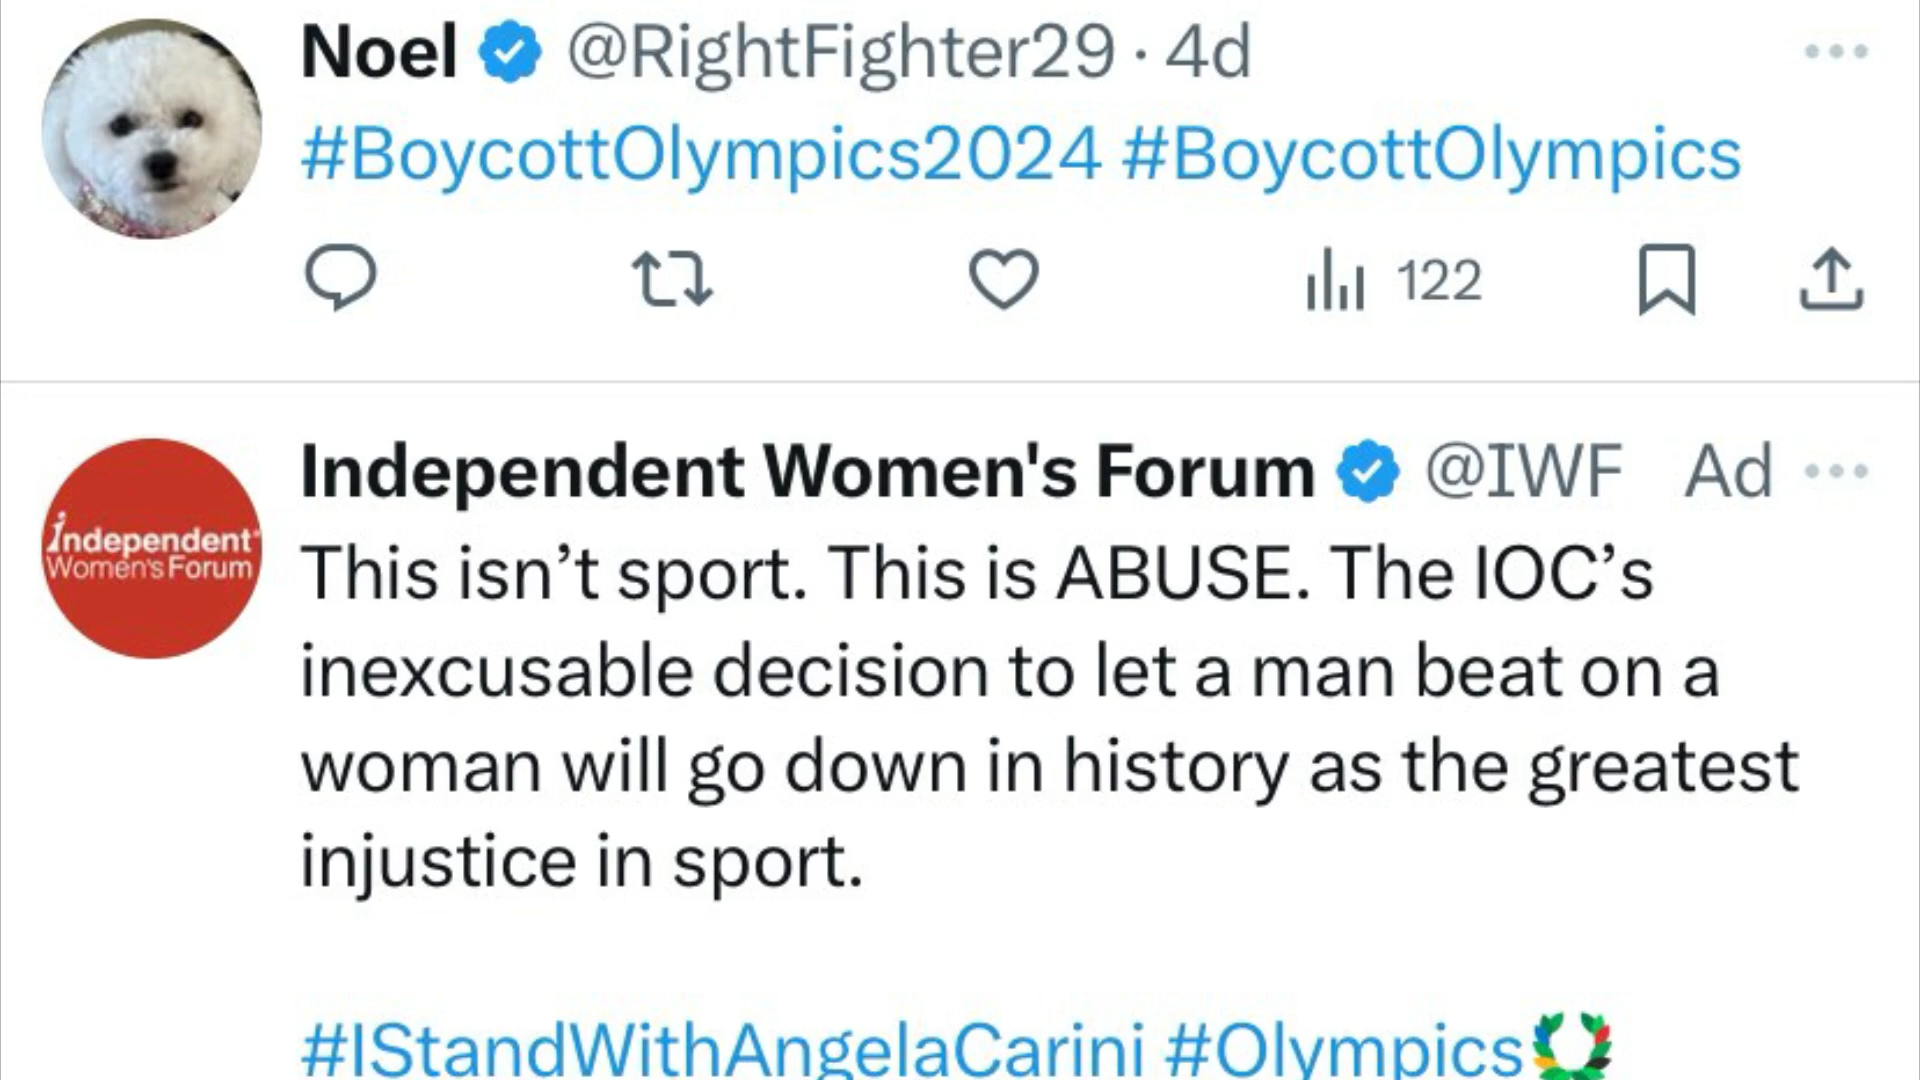 Noel @RightFighter29 · 4d
#BoycottOlympics2024 #BoycottOlympics
122
Independent Women's Forum @IWF Ad
independent
Women's Forum
This isn’t sport. This is ABUSE. The IOC’s
inexcusable decision to let a man beat on a
woman will go down in history as the greatest
injustice in sport.
#IStandWithAngelaCarini #Olympics